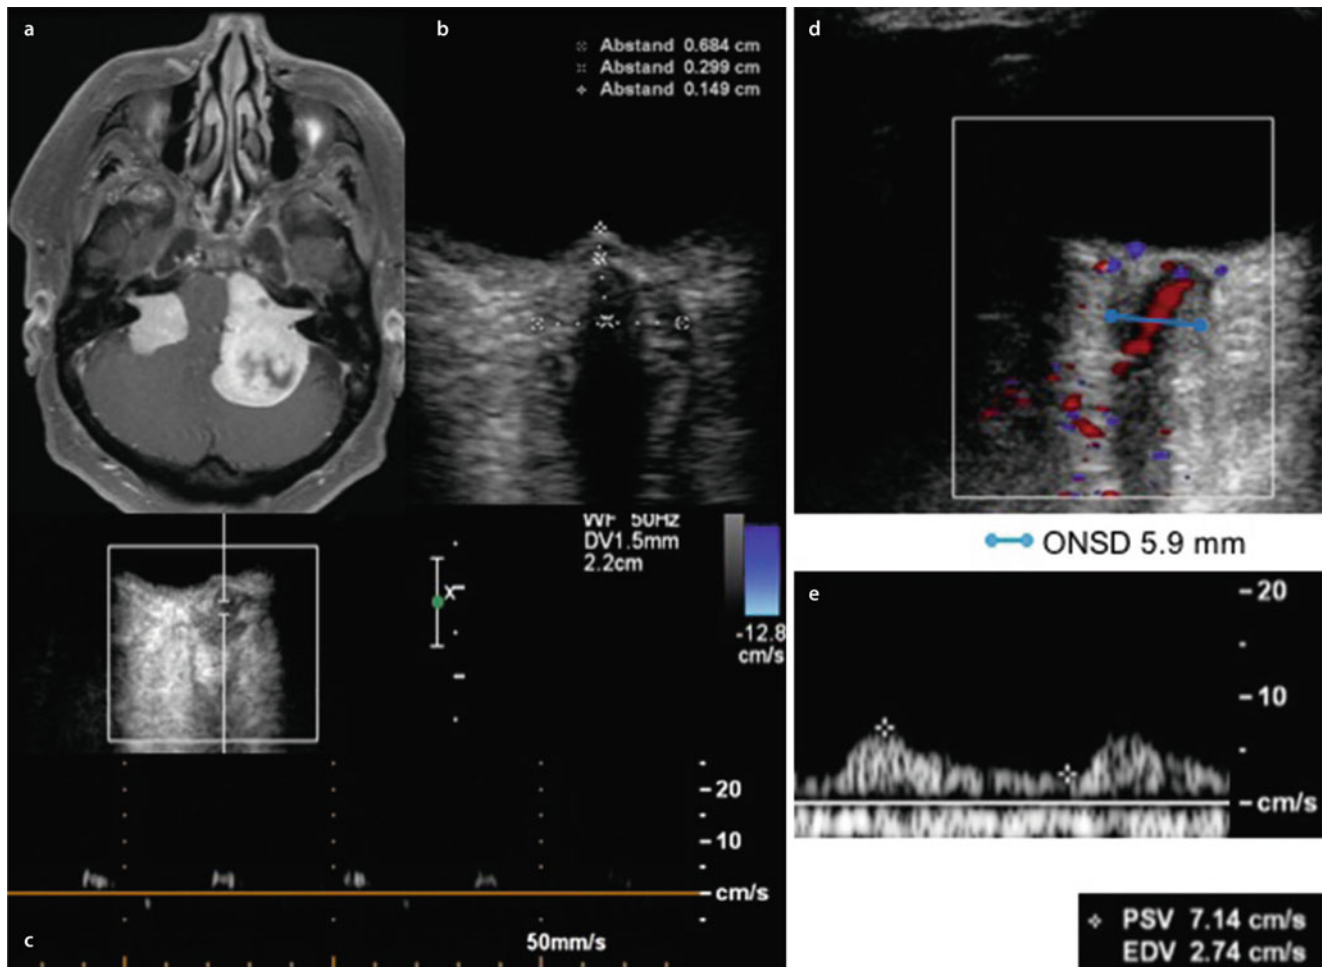 a
b
Abstand 0.684 cm
Abstand 0.299 cm
Abstand 0.149 cm
d
ONSD 5.9 mm
WF 50Hz
DV1.5mm
2.2cm
X
-12.8
cm/s
20
10
cm/s
50mm/s
c
e
20
10
cm/s
PSV 7.14 cm/s
EDV 2.74 cm/s